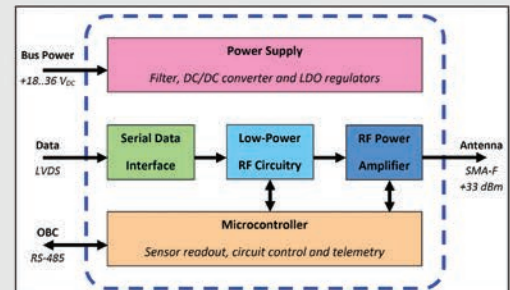 Power Supply
Filter, DC/DC converter and LDO regulators
Bus Power
+18..36 VDC
Data
LVDS
Serial Data
Interface
Low-Power
RF Circuitry
RF Power
Amplifier
Antenna
SMA-F
+33 dBm
OBC
RS-485
Microcontroller
Sensor readout, circuit control and telemetry